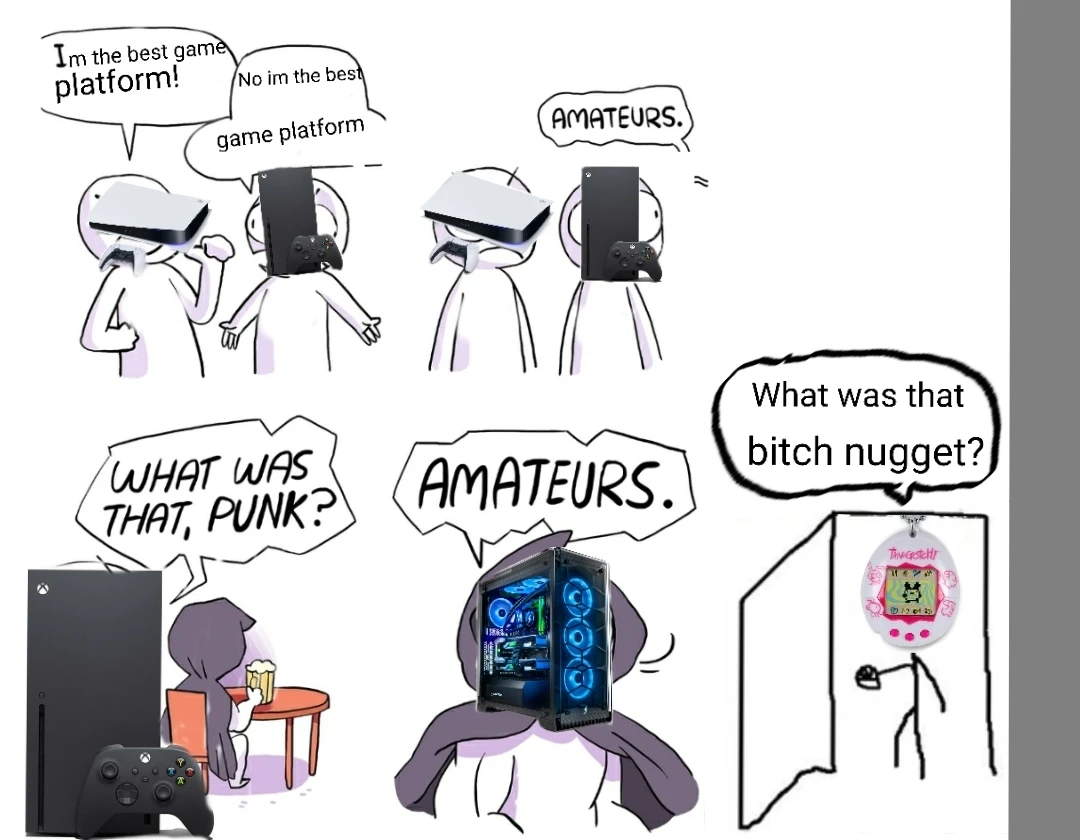 Im the best game
platform!
No im the best
game platform
AMATEURS.
WHAT WAS
THAT, PUNK?
AMATEURS.
What was that
bitch nugget?
Tamagotchi